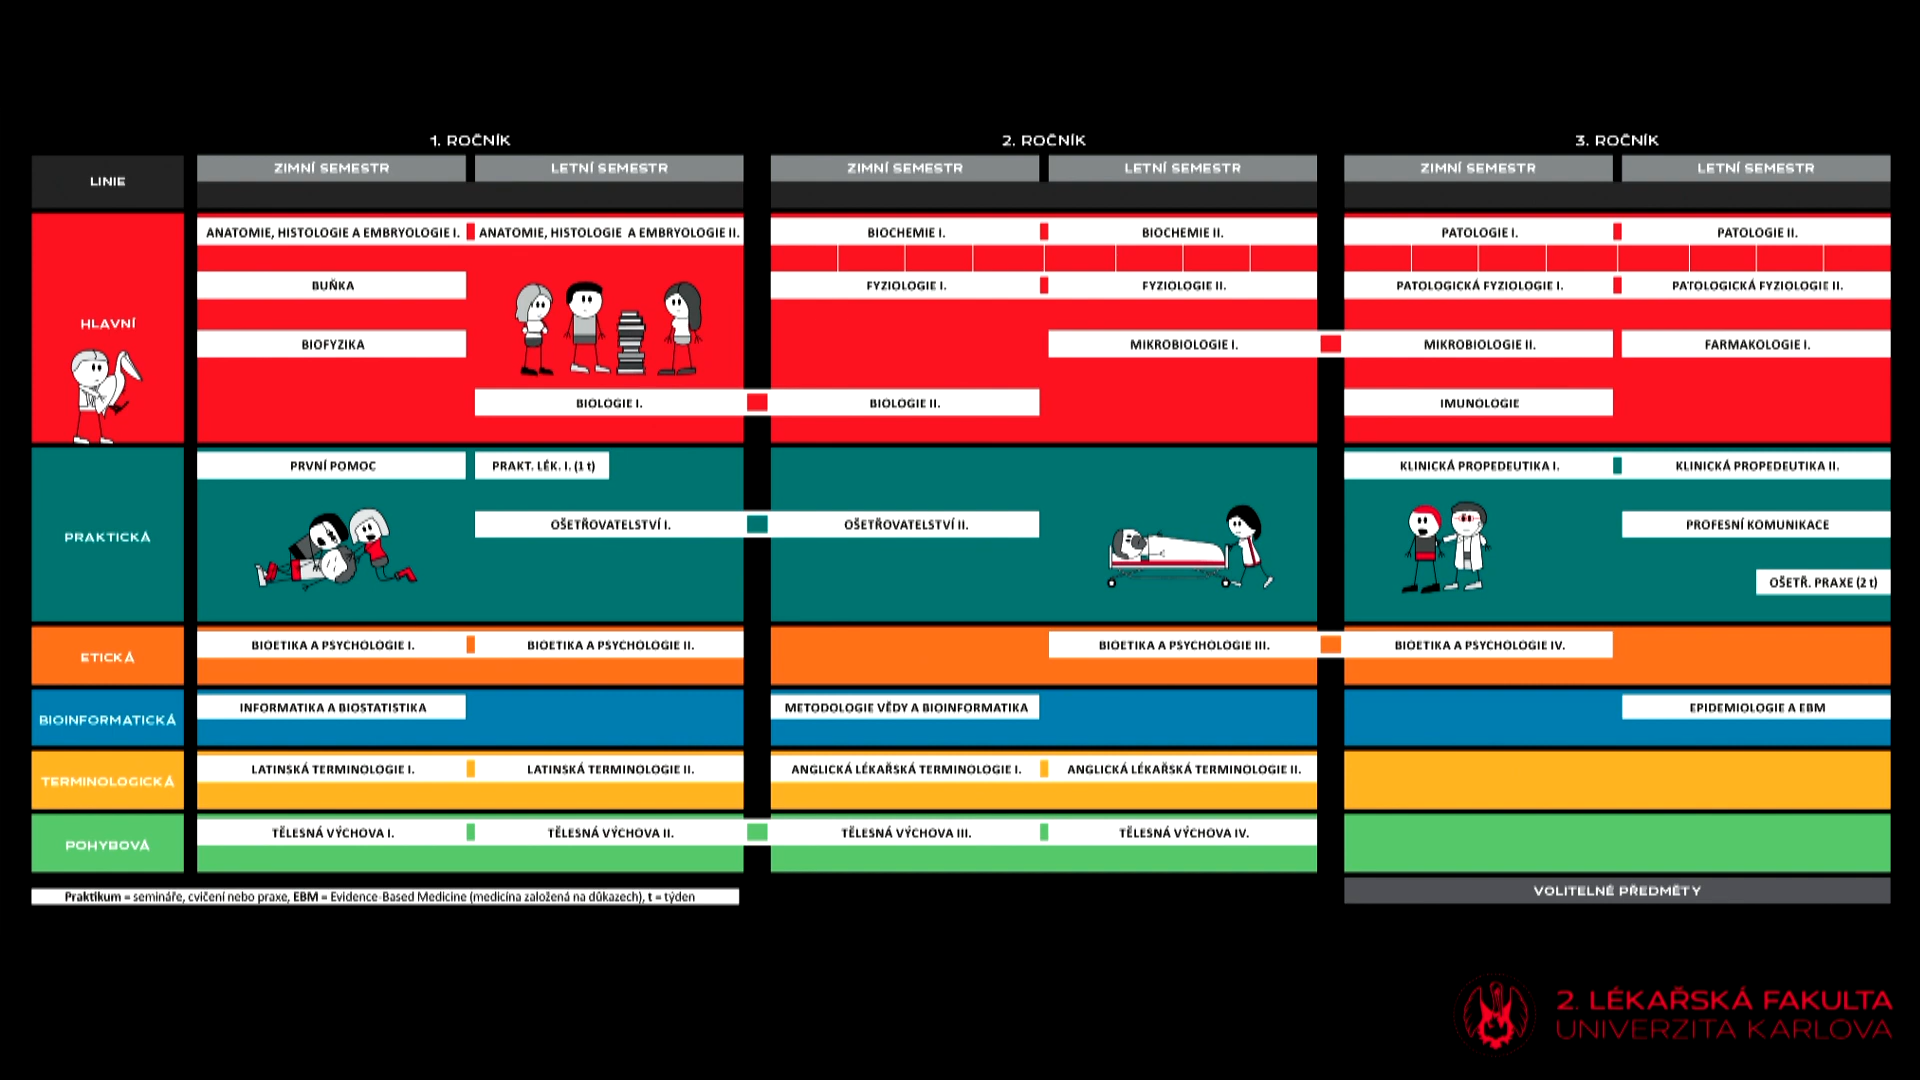 1. ROČNÍK 2. ROČNÍK 3. ROČNÍK
LINIE ZIMNÍ SEMESTR LETNÍ SEMESTR ZIMNÍ SEMESTR LETNÍ SEMESTR ZIMNÍ SEMESTR LETNÍ SEMESTR
ANATOMIE, HISTOLOGIE A EMBRYOLOGIE I. ANATOMIE, HISTOLOGIE A EMBRYOLOGIE II. BIOCHEMIE I. BIOCHEMIE II. PATOLOGIE I. PATOLOGIE II.
BUŇKA FYZIOLOGIE I. FYZIOLOGIE II. PATOLOGICKÁ FYZIOLOGIE I. PATOLOGICKÁ FYZIOLOGIE II.
HLAVNÍ
BIOFYZIKA MIKROBIOLOGIE I. MIKROBIOLOGIE II. FARMAKOLOGIE I.
BIOLOGIE I. BIOLOGIE II. IMUNOLOGIE
PRVNÍ POMOC PRAKT. LÉK. I. (1 t) KLINICKÁ PROPEDEUTIKA I. KLINICKÁ PROPEDEUTIKA II.
OŠETŘOVATELSTVÍ I. OŠETŘOVATELSTVÍ II. PROFESNÍ KOMUNIKACE
PRAKTICKÁ
OŠETŘ. PRAXE (2 t)
ETICKÁ BIOETIKA A PSYCHOLOGIE I. BIOETIKA A PSYCHOLOGIE II. BIOETIKA A PSYCHOLOGIE III. BIOETIKA A PSYCHOLOGIE IV.
BIOINFORMATICKÁ INFORMATIKA A BIOSTATISTIKA METODOLOGIE VĚDY A BIOINFORMATIKA EPIDEMIOLOGIE A EBM
TERMINOLOGICKÁ LATINSKÁ TERMINOLOGIE I. LATINSKÁ TERMINOLOGIE II. ANGLICKÁ LÉKAŘSKÁ TERMINOLOGIE I. ANGLICKÁ LÉKAŘSKÁ TERMINOLOGIE II.
POHYBOVÁ TĚLESNÁ VÝCHOVA I. TĚLESNÁ VÝCHOVA II. TĚLESNÁ VÝCHOVA III. TĚLESNÁ VÝCHOVA IV.
VOLITELNÉ PŘEDMĚTY
Praktikum = semináře, cvičení nebo praxe, EBM = Evidence-Based Medicine (medicína založená na důkazech), t = týden
2. LÉKAŘSKÁ FAKULTA
UNIVERZITA KARLOVA